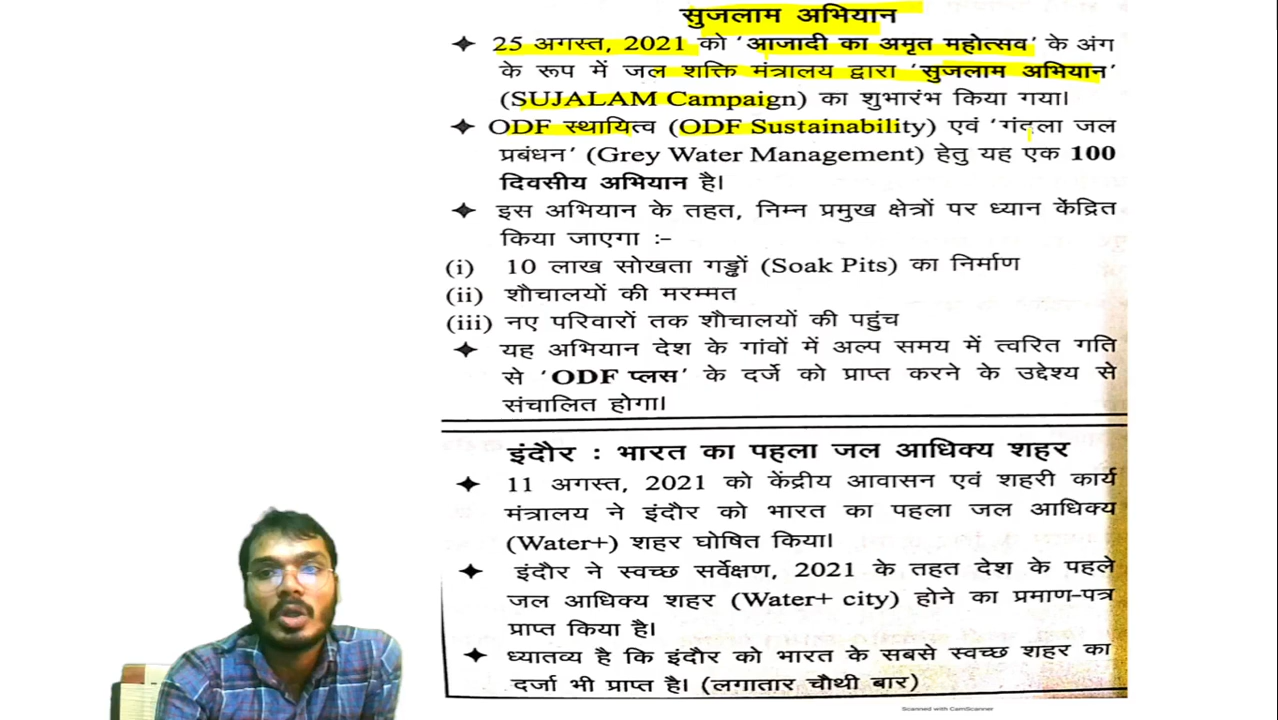 सुजलाम अभियान
✦ 25 अगस्त, 2021 को 'आजादी का अमृत महोत्सव' के अंग
के रूप में जल शक्ति मंत्रालय द्वारा 'सुजलाम अभियान'
(SUJALAM Campaign) का शुभारंभ किया गया।
✦ ODF स्थायित्व (ODF Sustainability) एवं 'गंदला जल
प्रबंधन' (Grey Water Management) हेतु यह एक 100
दिवसीय अभियान है।
✦ इस अभियान के तहत, निम्न प्रमुख क्षेत्रों पर ध्यान केंद्रित
किया जाएगा :–
(i) 10 लाख सोखता गड्ढों (Soak Pits) का निर्माण
(ii) शौचालयों की मरम्मत
(iii) नए परिवारों तक शौचालयों की पहुंच
✦ यह अभियान देश के गांवों में अल्प समय में त्वरित गति
से 'ODF प्लस' के दर्जे को प्राप्त करने के उद्देश्य से
संचालित होगा।
इंदौर : भारत का पहला जल आधिक्य शहर
✦ 11 अगस्त, 2021 को केंद्रीय आवासन एवं शहरी कार्य
मंत्रालय ने इंदौर को भारत का पहला जल आधिक्य
(Water+) शहर घोषित किया।
✦ इंदौर ने स्वच्छ सर्वेक्षण, 2021 के तहत देश के पहले
जल आधिक्य शहर (Water+ city) होने का प्रमाण-पत्र
प्राप्त किया है।
✦ ध्यातव्य है कि इंदौर को भारत के सबसे स्वच्छ शहर का
दर्जा भी प्राप्त है। (लगातार चौथी बार)
Scanned with CamScanner